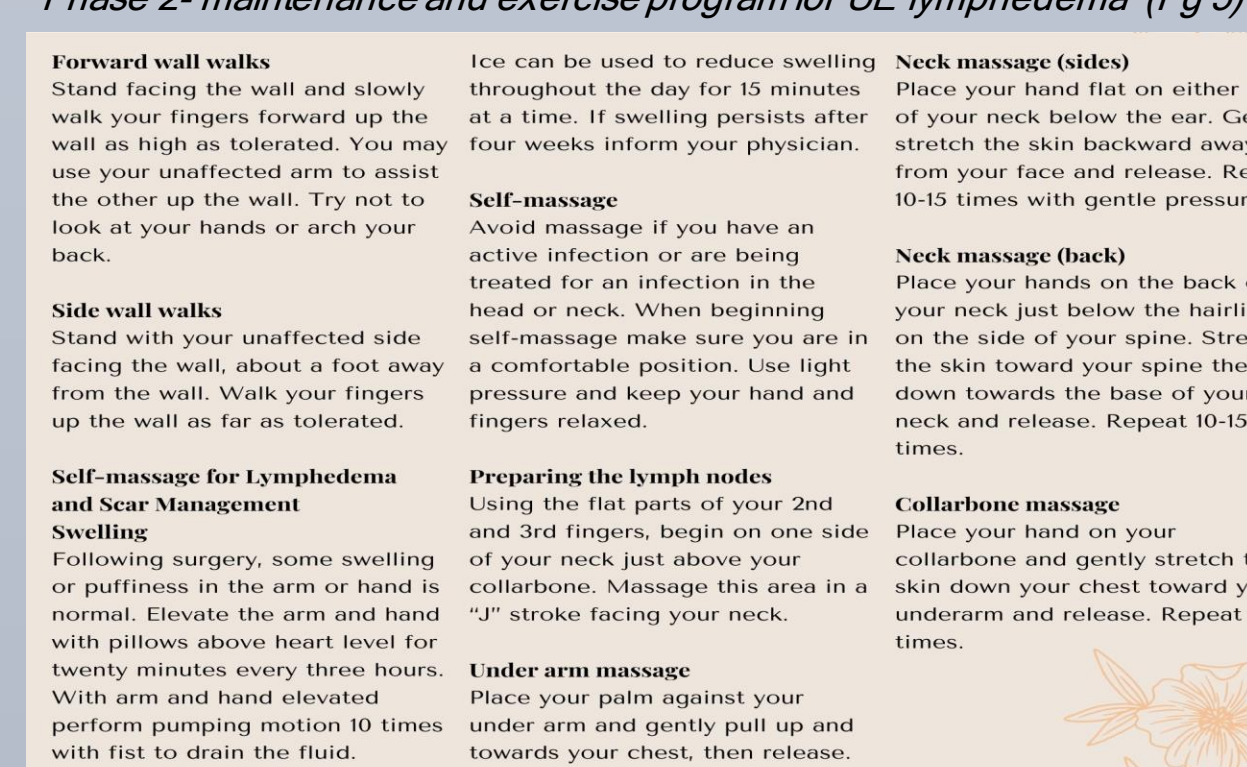 Phase 2- maintenance and exercise program for UE lymphedema (Pg 5)
Forward wall walks
Stand facing the wall and slowly
walk your fingers forward up the
wall as high as tolerated. You may
use your unaffected arm to assist
the other up the wall. Try not to
look at your hands or arch your
back.
Side wall walks
Stand with your unaffected side
facing the wall, about a foot away
from the wall. Walk your fingers
up the wall as far as tolerated.
Self-massage for Lymphedema
and Scar Management
Swelling
Following surgery, some swelling
or puffiness in the arm or hand is
normal. Elevate the arm and hand
with pillows above heart level for
twenty minutes every three hours.
With arm and hand elevated
perform pumping motion 10 times
with fist to drain the fluid.
Ice can be used to reduce swelling
throughout the day for 15 minutes
at a time. If swelling persists after
four weeks inform your physician.
Self-massage
Avoid massage if you have an
active infection or are being
treated for an infection in the
head or neck. When beginning
self-massage make sure you are in
a comfortable position. Use light
pressure and keep your hand and
fingers relaxed.
Preparing the lymph nodes
Using the flat parts of your 2nd
and 3rd fingers, begin on one side
of your neck just above your
collarbone. Massage this area in a
“J” stroke facing your neck.
Under arm massage
Place your palm against your
under arm and gently pull up and
towards your chest, then release.
Neck massage (sides)
Place your hand flat on either
of your neck below the ear.
stretch the skin backward
from your face and release.
10-15 times with gentle
Neck massage (back)
Place your hands on the back
your neck just below the
on the side of your spine.
the skin toward your spine
down towards the base of
neck and release. Repeat 10-15
times.
Collarbone massage
Place your hand on your
collarbone and gently stretch
skin down your chest toward
underarm and release. Repeat
times.